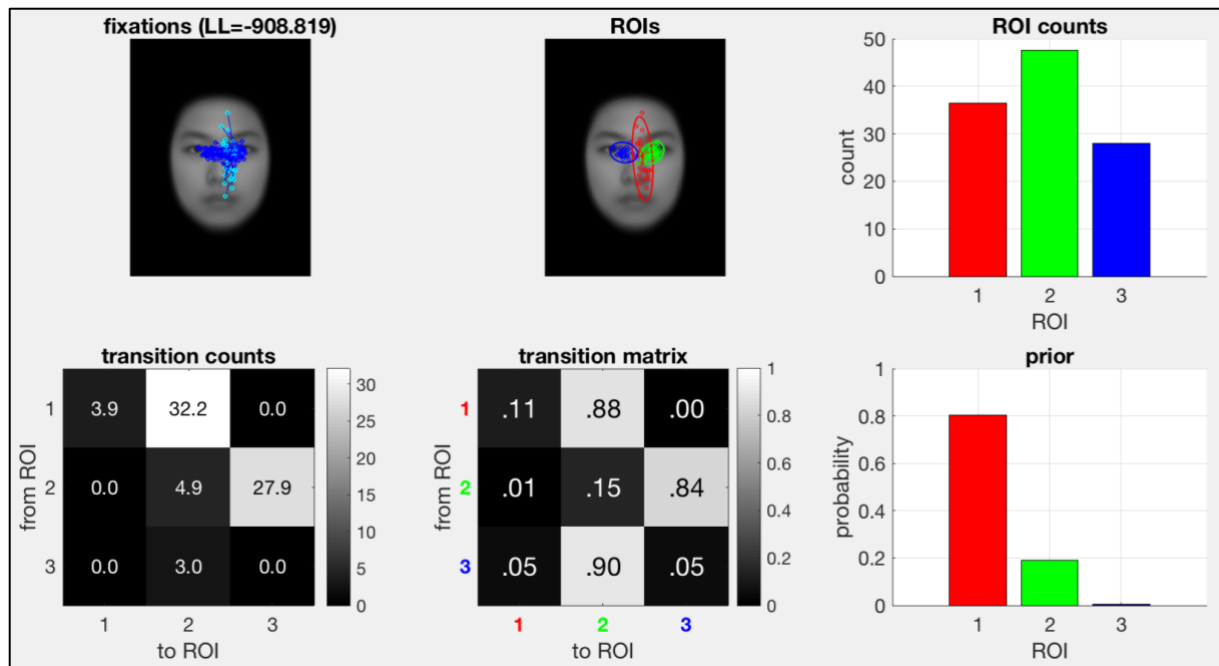 fixations (LL=-908.819)
ROIs
ROI counts
50
40
30
20
10
0
count
1 2 3
ROI
transition counts
1 3.9 32.2 0.0
2 0.0 4.9 27.9
3 0.0 3.0 0.0
from ROI
1 2 3
to ROI
30
25
20
15
10
5
0
transition matrix
1 .11 .88 .00
2 .01 .15 .84
3 .05 .90 .05
from ROI
1 2 3
to ROI
1
0.8
0.6
0.4
0.2
0
prior
1
0.8
0.6
0.4
0.2
0
probability
1 2 3
ROI